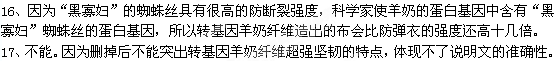 16、因为“黑寡妇”的蜘蛛丝具有很高的防断裂强度，科学家使羊奶的蛋白基因中含有“黑
寡妇”蜘蛛的蛋白基因，所以转基因羊奶纤维造出的布会比防弹衣的强度还高十几倍。
17、不能。因为删掉后不能突出转基因羊奶纤维超强坚韧的特点，体现不了说明文的准确性。